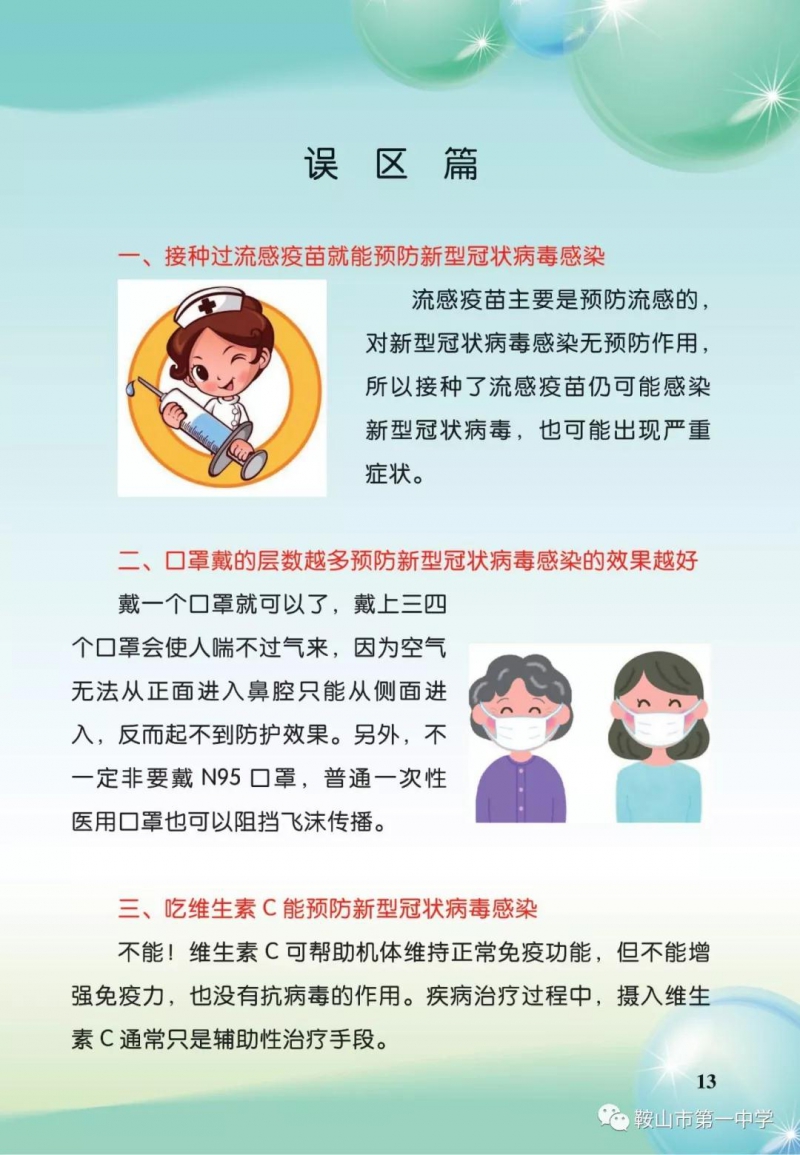 误 区 篇
一、接种过流感疫苗就能预防新型冠状病毒感染
流感疫苗主要是预防流感的，
对新型冠状病毒感染无预防作用，
所以接种了流感疫苗仍可能感染
新型冠状病毒，也可能出现严重
症状。
二、口罩戴的层数越多预防新型冠状病毒感染的效果越好
戴一个口罩就可以了，戴上三四
个口罩会使人喘不过气来，因为空气
无法从正面进入鼻腔只能从侧面进
入，反而起不到防护效果。另外，不
一定非要戴 N95 口罩，普通一次性
医用口罩也可以阻挡飞沫传播。
三、吃维生素 C 能预防新型冠状病毒感染
不能！维生素 C 可帮助机体维持正常免疫功能，但不能增
强免疫力，也没有抗病毒的作用。疾病治疗过程中，摄入维生
素 C 通常只是辅助性治疗手段。
13
鞍山市第一中学